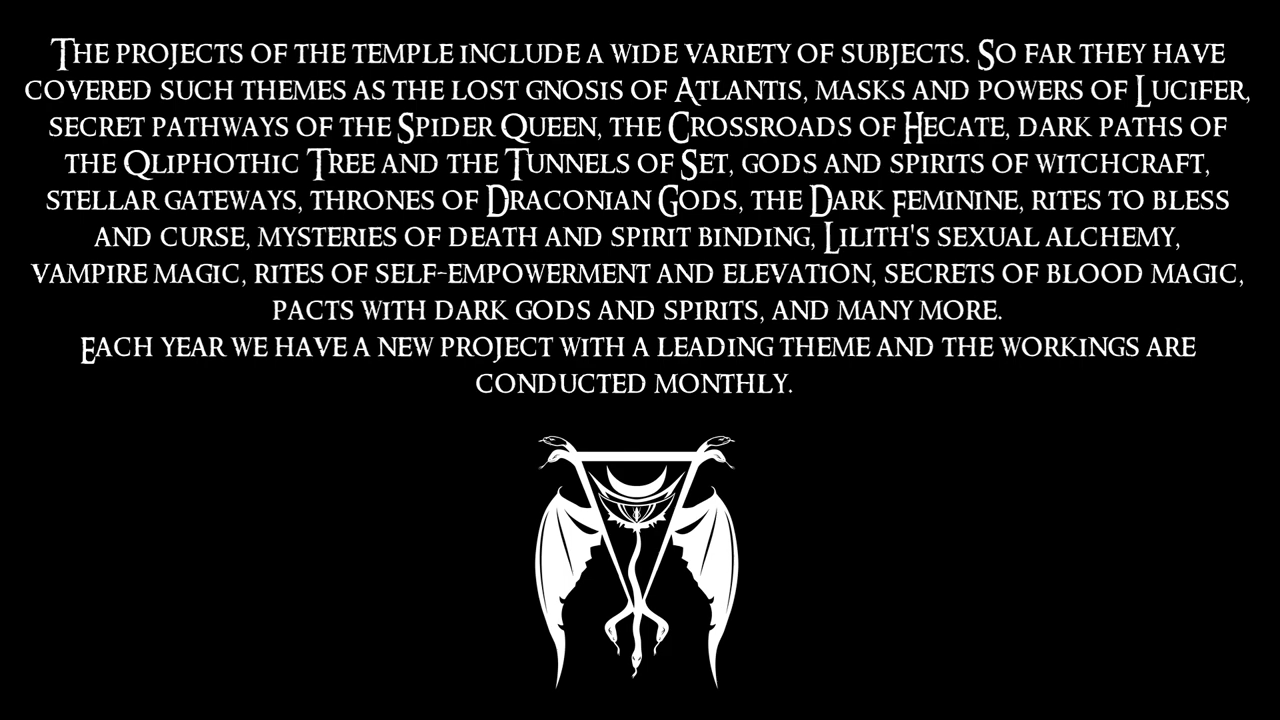 The projects of the temple include a wide variety of subjects. So far they have
covered such themes as the lost gnosis of Atlantis, masks and powers of Lucifer,
secret pathways of the Spider Queen, the Crossroads of Hecate, dark paths of
the Qliphothic Tree and the Tunnels of Set, gods and spirits of witchcraft,
stellar gateways, thrones of Draconian Gods, the Dark Feminine, rites to bless
and curse, mysteries of death and spirit binding, Lilith's sexual alchemy,
vampire magic, rites of self-empowerment and elevation, secrets of blood magic,
pacts with dark gods and spirits, and many more.
Each year we have a new project with a leading theme and the workings are
conducted monthly.